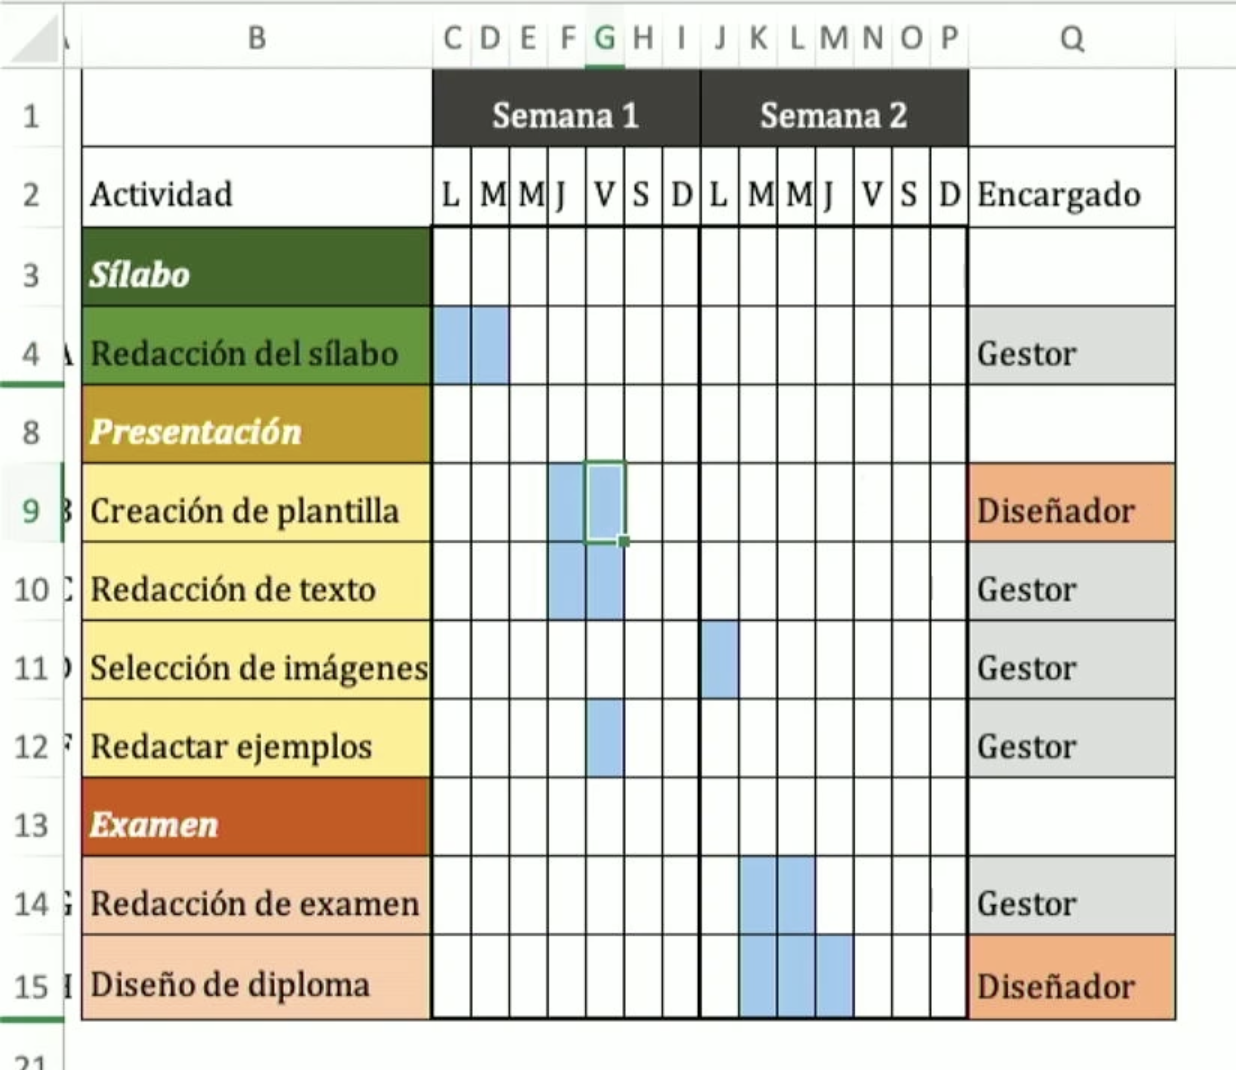 B C D E F G H I J K L M N O P Q
1 Semana 1 Semana 2
2 Actividad L M M J V S D L M M J V S D Encargado
3 Sílabo
4 A Redacción del sílabo Gestor
8 Presentación
9 B Creación de plantilla Diseñador
10 C Redacción de texto Gestor
11 D Selección de imágenes Gestor
12 F Redactar ejemplos Gestor
13 Examen
14 G Redacción de examen Gestor
15 H Diseño de diploma Diseñador
21